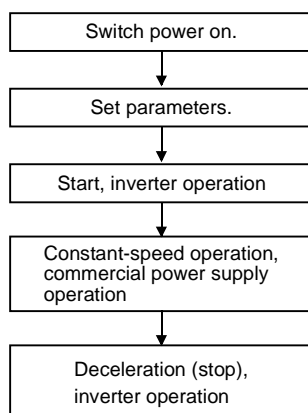 Switch power on.
Set parameters.
Start, inverter operation
Constant-speed operation,
commercial power supply
operation
Deceleration (stop),
inverter operation